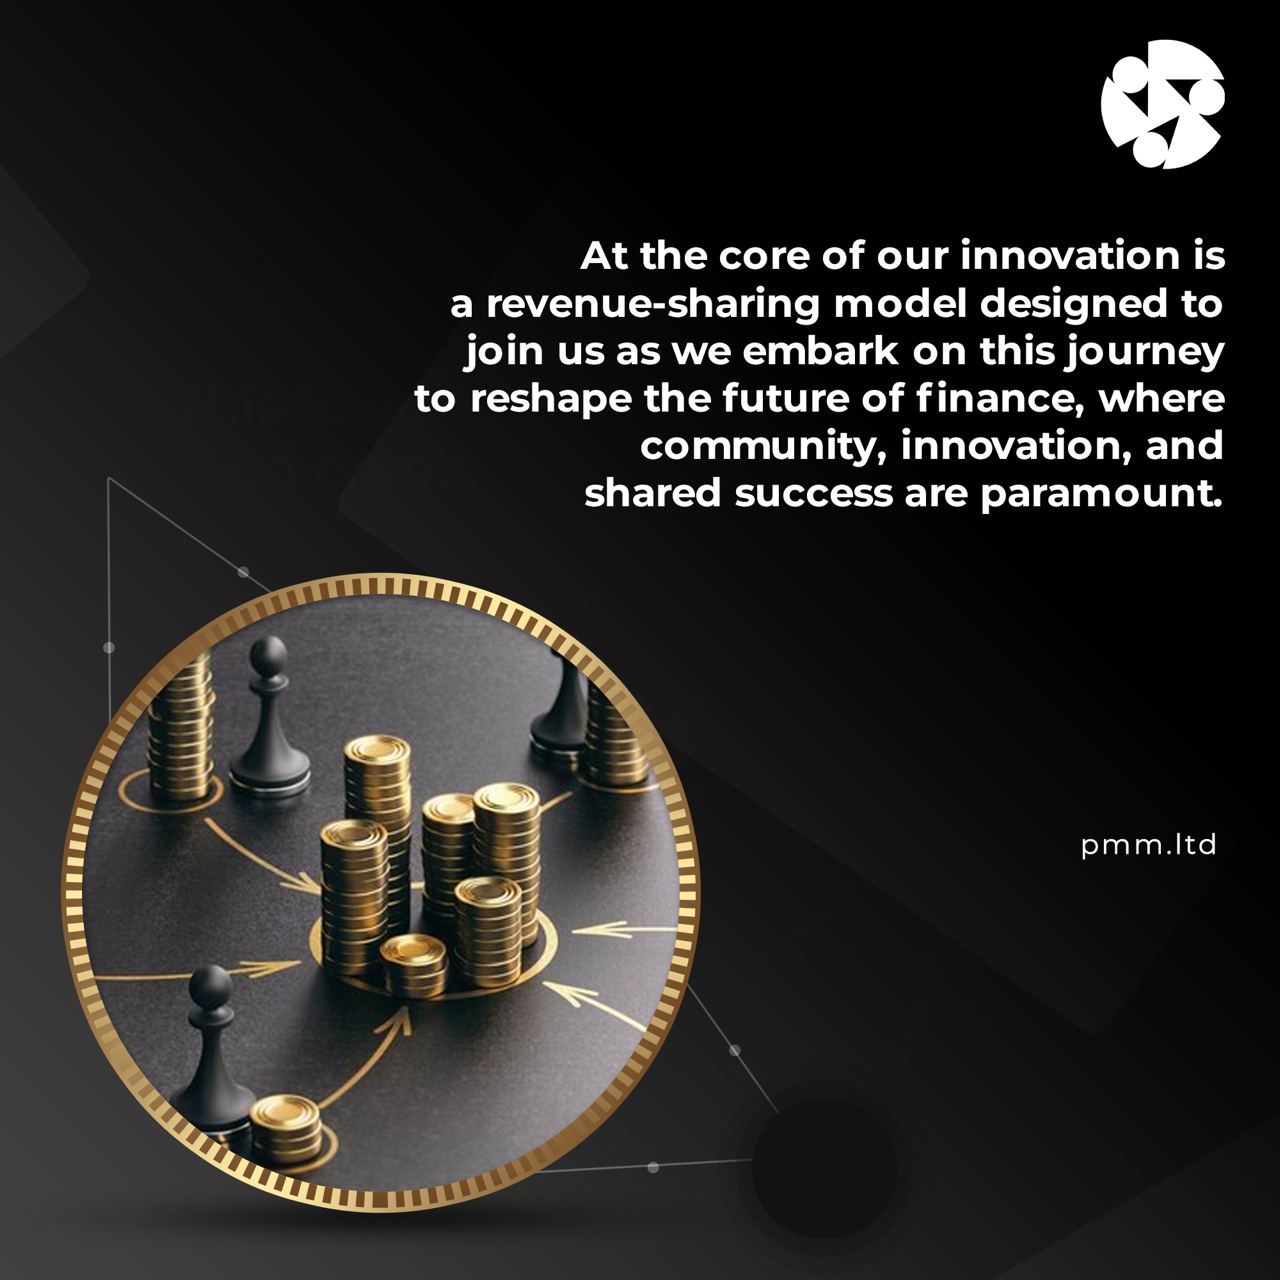 At the core of our innovation is
a revenue-sharing model designed to
join us as we embark on this journey
to reshape the future of finance, where
community, innovation, and
shared success are paramount.
pmm.ltd